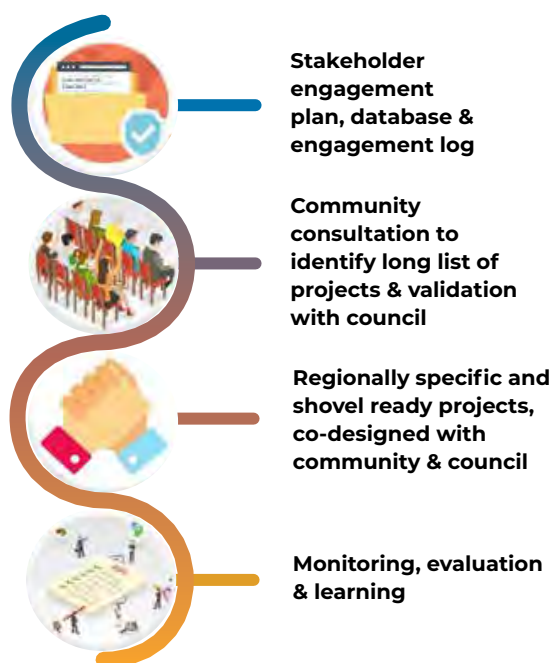 Stakeholder
engagement
plan, database &
engagement log
Community
consultation to
identify long list of
projects & validation
with council
Regionally specific and
shovel ready projects,
co-designed with
community & council
Monitoring, evaluation
& learning